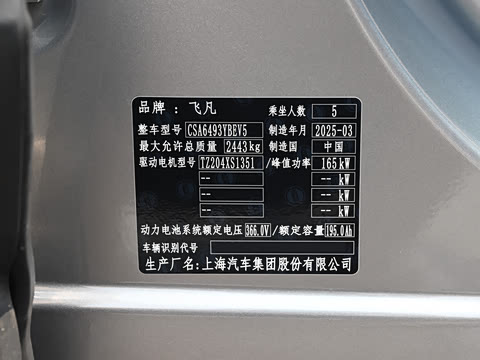 品牌： 飞凡 乘坐人数 5
整车型号 CSA6493YBEV5 制造年月 2025-03
最大允许总质量 2443kg 制造国 中国
驱动电机型号 TZ204XS1351 /峰值功率 165kW
-- -- kW
-- -- kW
-- -- kW
动力电池系统额定电压 366.0V /额定容量 195.0Ah
车辆识别代号
生产厂名：上海汽车集团股份有限公司